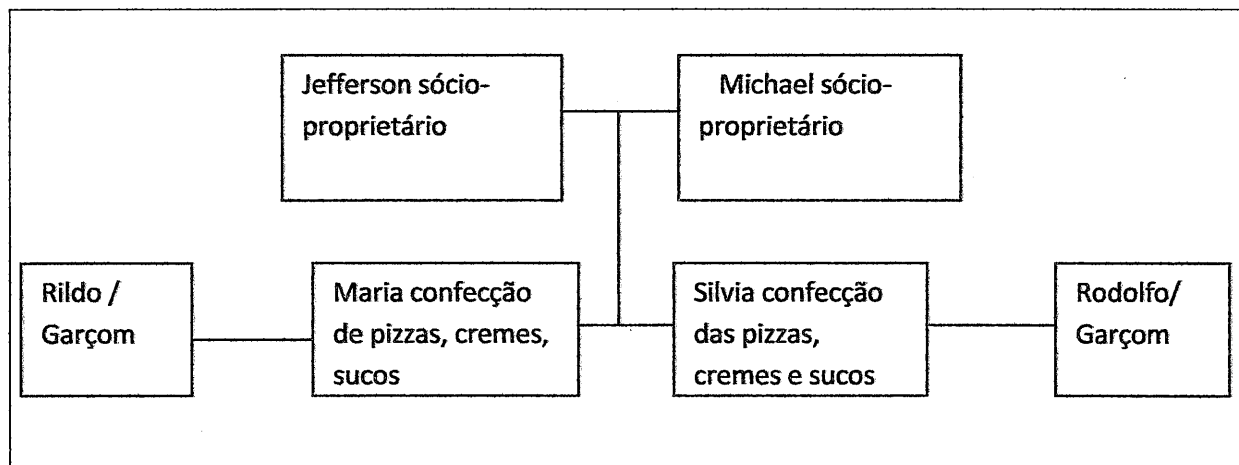 Jefferson sócio-
proprietário
Michael sócio-
proprietário
Rildo /
Garçom
Maria confecção
de pizzas, cremes,
sucos
Silvia confecção
das pizzas,
cremes e sucos
Rodolfo/
Garçom